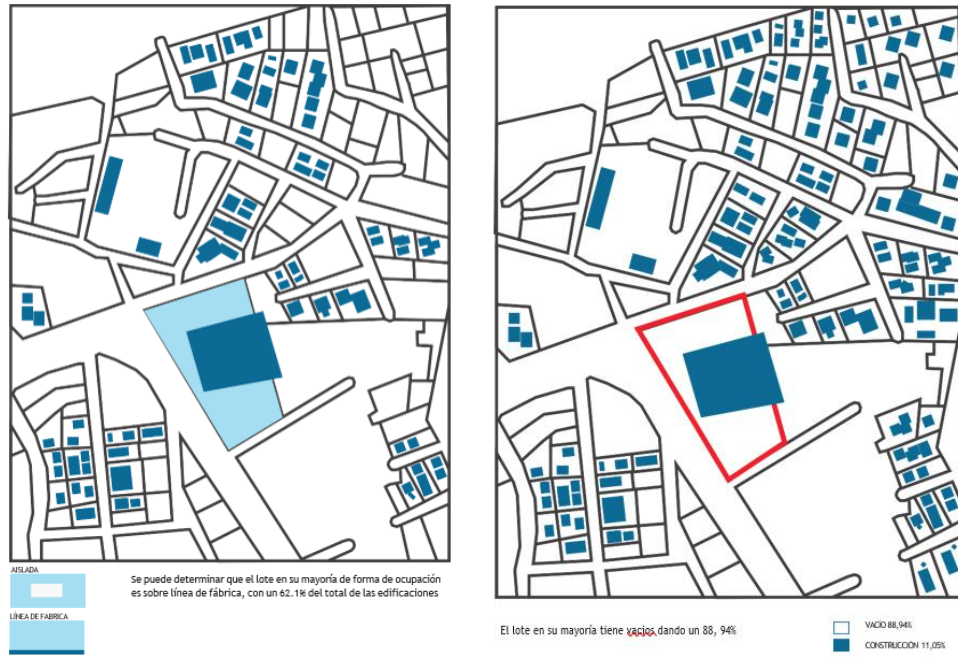 AISLADA
Se puede determinar que el lote en su mayoría de forma de ocupación
es sobre línea de fábrica, con un 62.1% del total de las edificaciones
LÍNEA DE FABRICA
El lote en su mayoría tiene vacios dando un 88, 94%
VACÍO 88,94%
CONSTRUCCIÓN 11,05%